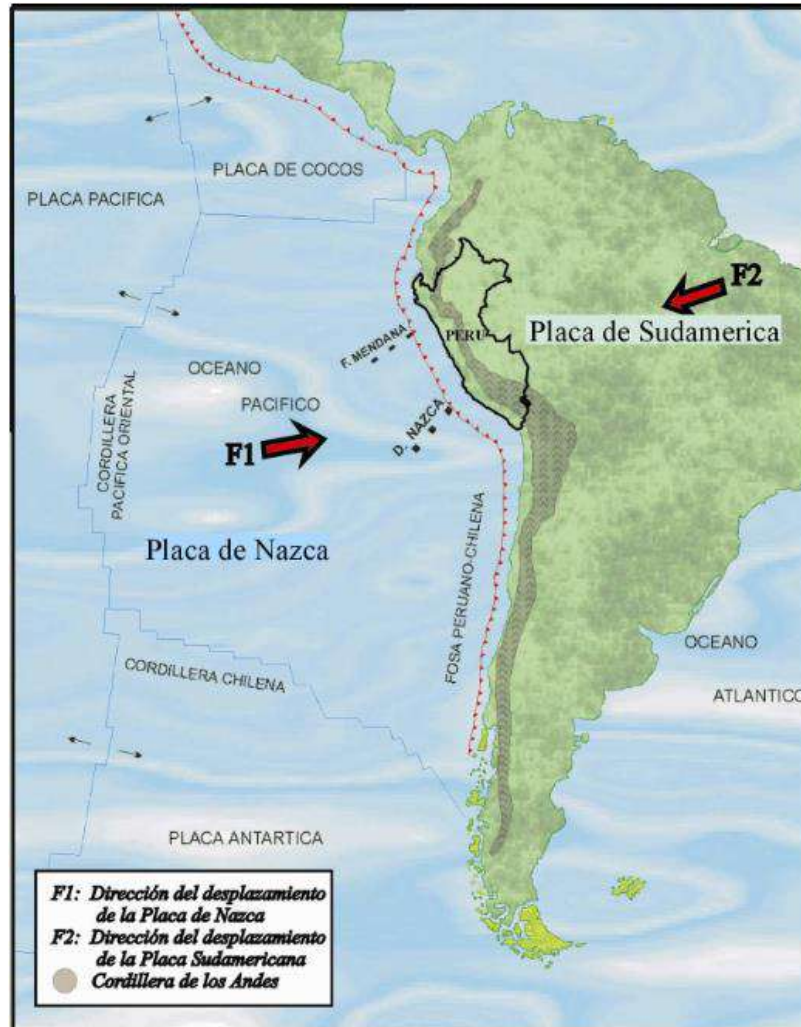 PLACA DE COCOS
PLACA PACIFICA
F2
Placa de Sudamerica
PERU
F. MENDANA
OCEANO
PACIFICO
D. NAZCA
F1
CORDILLERA
PACIFICA ORIENTAL
Placa de Nazca
FOSA PERUANO-CHILENA
CORDILLERA CHILENA
OCEANO
ATLANTICO
PLACA ANTARTICA
F1: Dirección del desplazamiento
de la Placa de Nazca
F2: Dirección del desplazamiento
de la Placa Sudamericana
Cordillera de los Andes